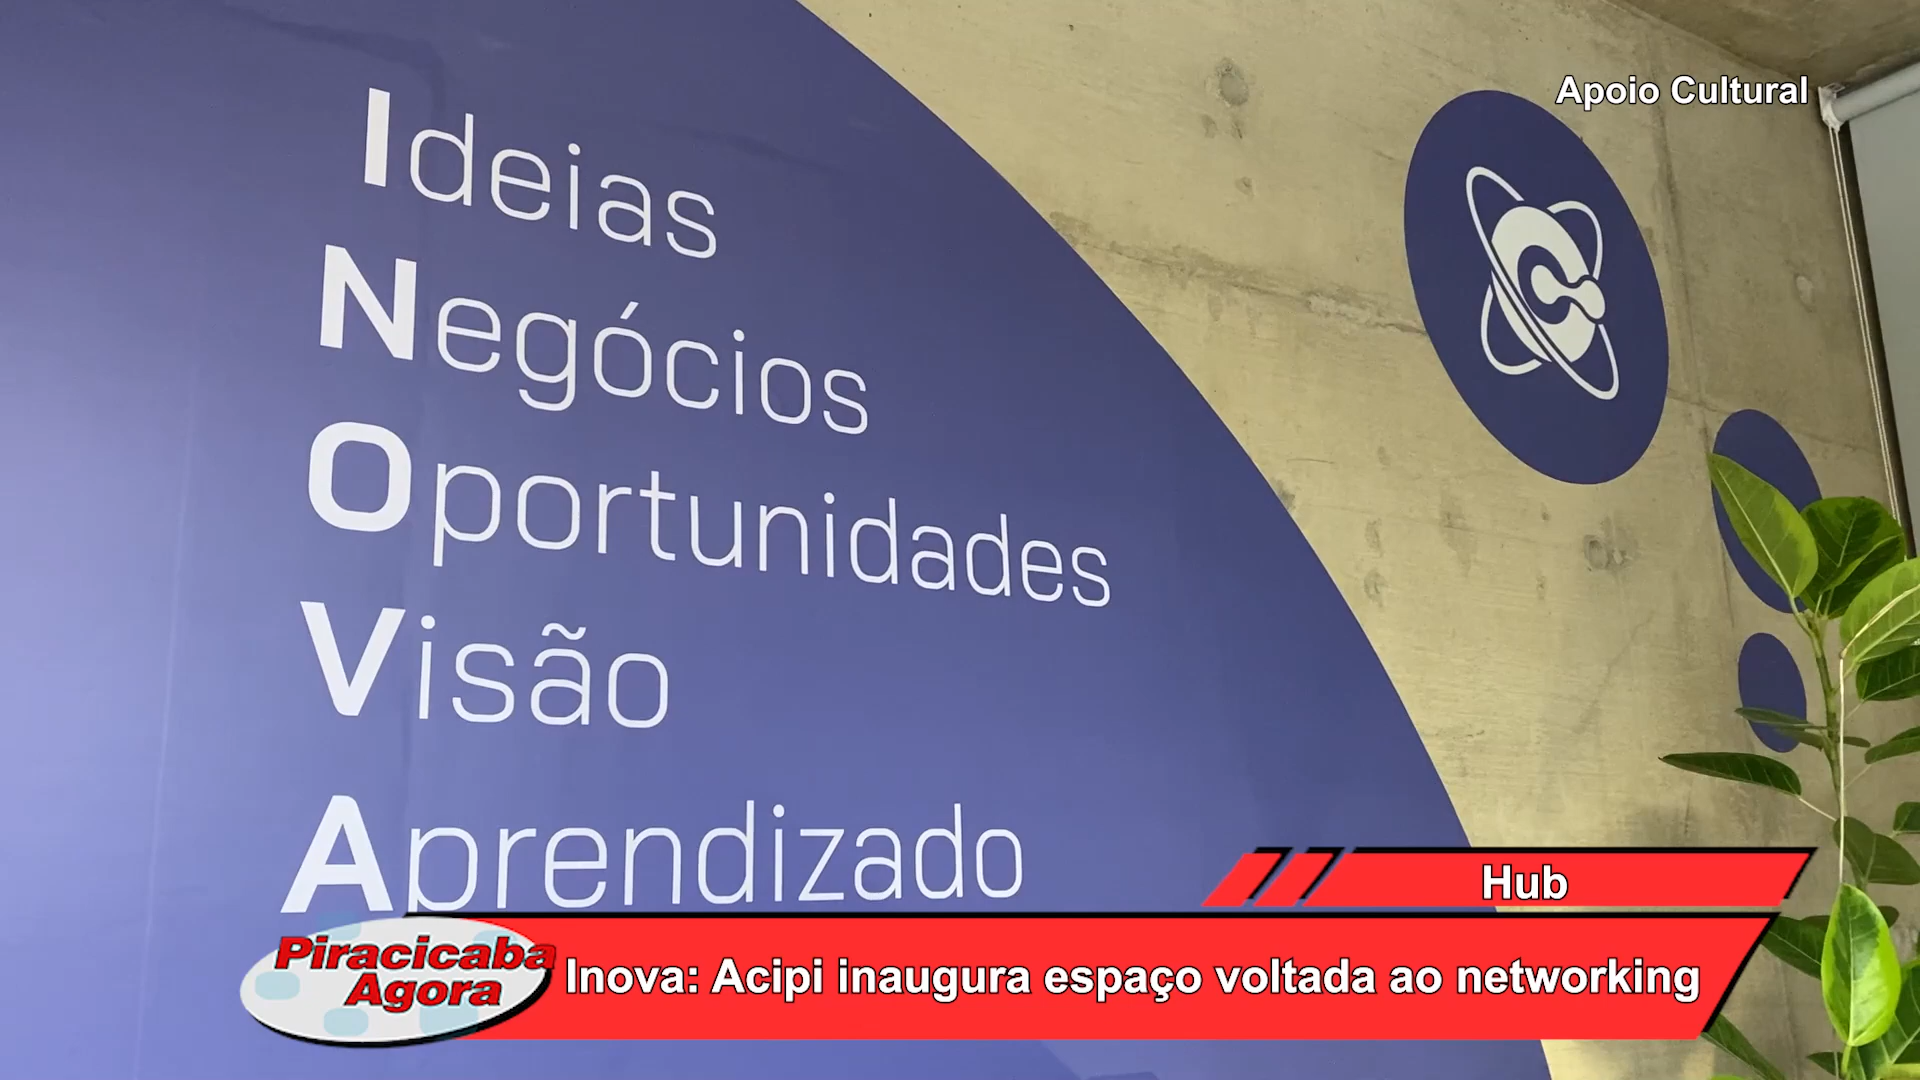 Apoio Cultural
Ideias
Negócios
Oportunidades
Visão
Aprendizado
Hub
Piracicaba
Agora
Inova: Acipi inaugura espaço voltada ao networking